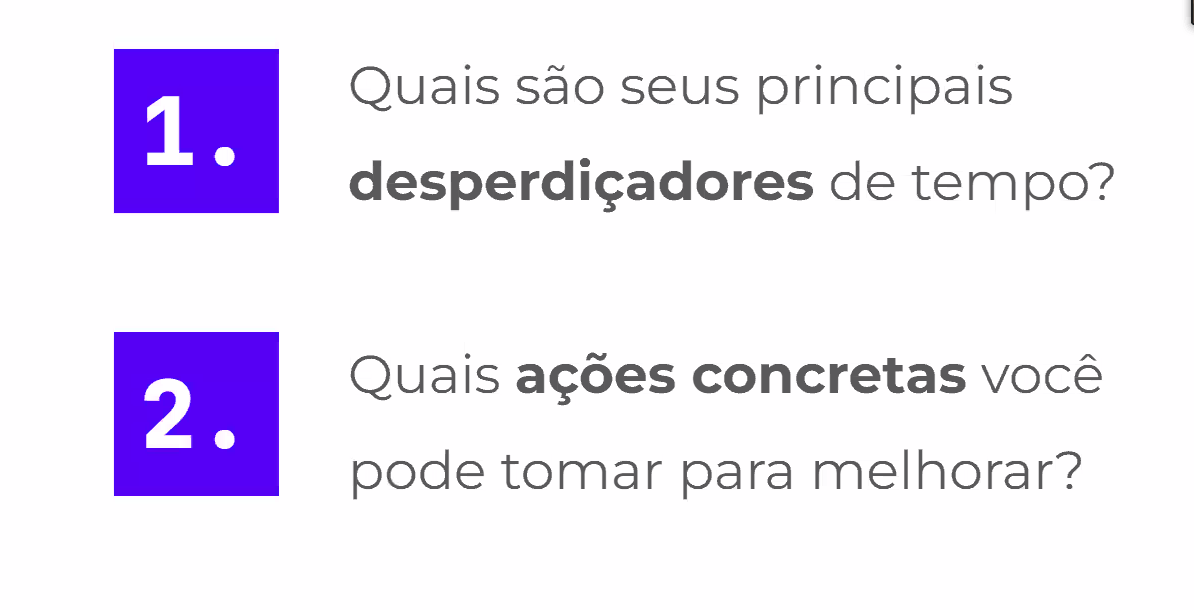 1.
Quais são seus principais
desperdiçadores de tempo?
2.
Quais ações concretas você
pode tomar para melhorar?